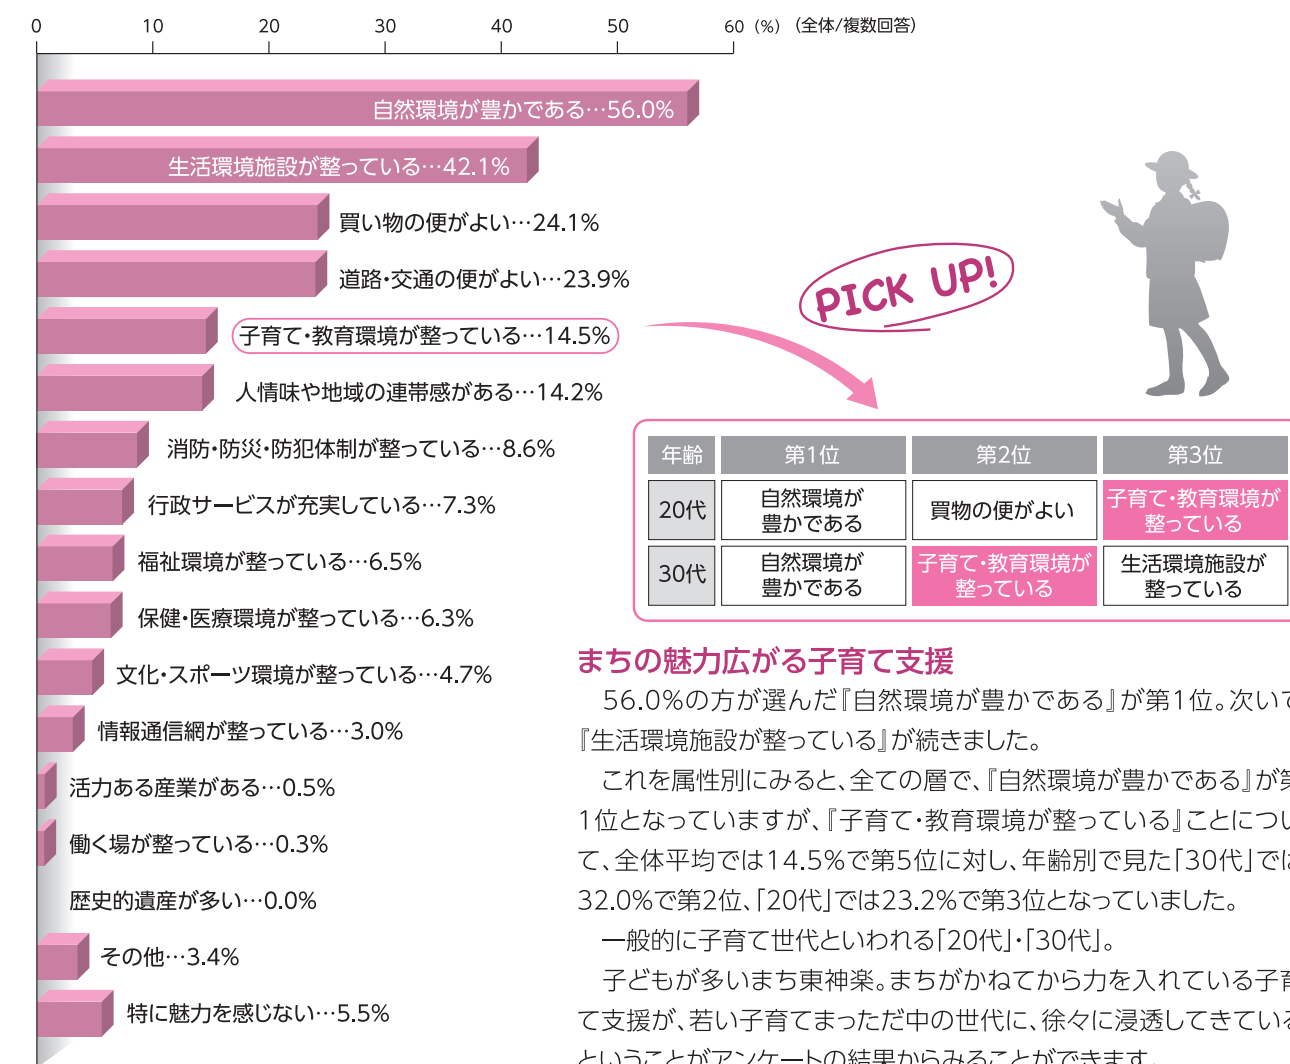 0 10 20 30 40 50 60 (%) (全体/複数回答)
自然環境が豊かである…56.0%
生活環境施設が整っている…42.1%
買い物の便がよい…24.1%
道路・交通の便がよい…23.9%
子育て・教育環境が整っている…14.5%
人情味や地域の連帯感がある…14.2%
消防・防災・防犯体制が整っている…8.6%
行政サービスが充実している…7.3%
福祉環境が整っている…6.5%
保健・医療環境が整っている…6.3%
文化・スポーツ環境が整っている…4.7%
情報通信網が整っている…3.0%
活力ある産業がある…0.5%
働く場が整っている…0.3%
歴史的遺産が多い…0.0%
その他…3.4%
特に魅力を感じない…5.5%
PICK UP!
年齢 第1位 第2位 第3位
20代 自然環境が 買物の便がよい 子育て・教育環境が
豊かである 整っている
30代 自然環境が 子育て・教育環境が 生活環境施設が
豊かである 整っている 整っている
まちの魅力広がる子育て支援
56.0%の方が選んだ『自然環境が豊かである』が第1位。次いで
『生活環境施設が整っている』が続きました。
これを属性別にみると、全ての層で、『自然環境が豊かである』が第
1位となっていますが、『子育て・教育環境が整っている』ことについ
て、全体平均では14.5%で第5位に対し、年齢別で見た「30代」では
32.0%で第2位、「20代」では23.2%で第3位となっていました。
一般的に子育て世代といわれる「20代」・「30代」。
子どもが多いまち東神楽。まちがかねてから力を入れている子育
て支援が、若い子育てまっただ中の世代に、徐々に浸透してきている
ということがアンケートの結果からみることができます。